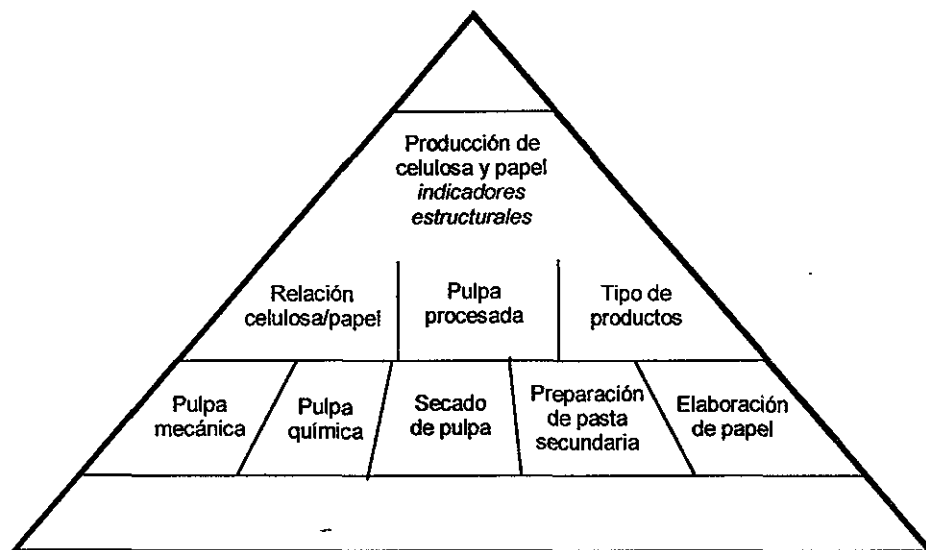 Producción de
celulosa y papel
indicadores
estructurales
Relación
celulosa/papel
Pulpa
procesada
Tipo de
productos
Pulpa
mecánica
Pulpa
química
Secado
de pulpa
Preparación
de pasta
secundaria
Elaboración
de papel